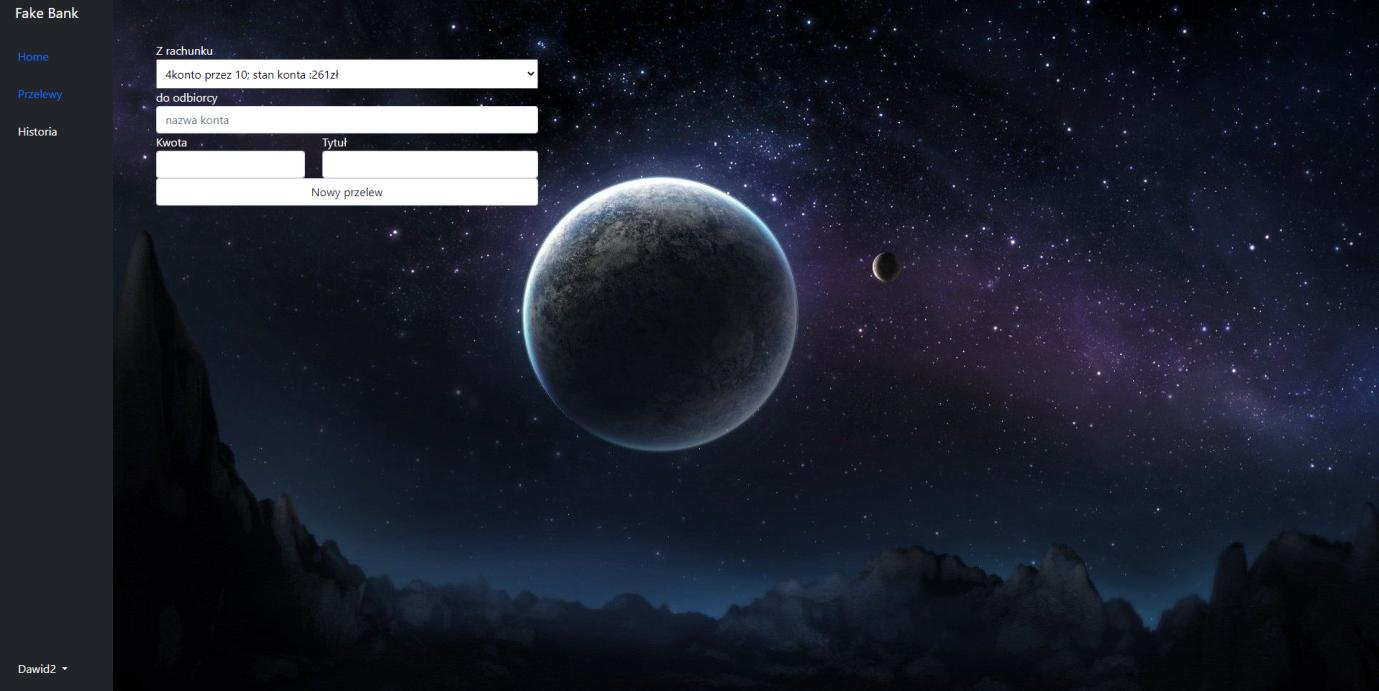 Fake Bank
Home
Przelewy
Historia
Z rachunku
4konto przez 10; stan konta :261zł
do odbiorcy
nazwa konta
Kwota
Tytuł
Nowy przelew
Dawid2